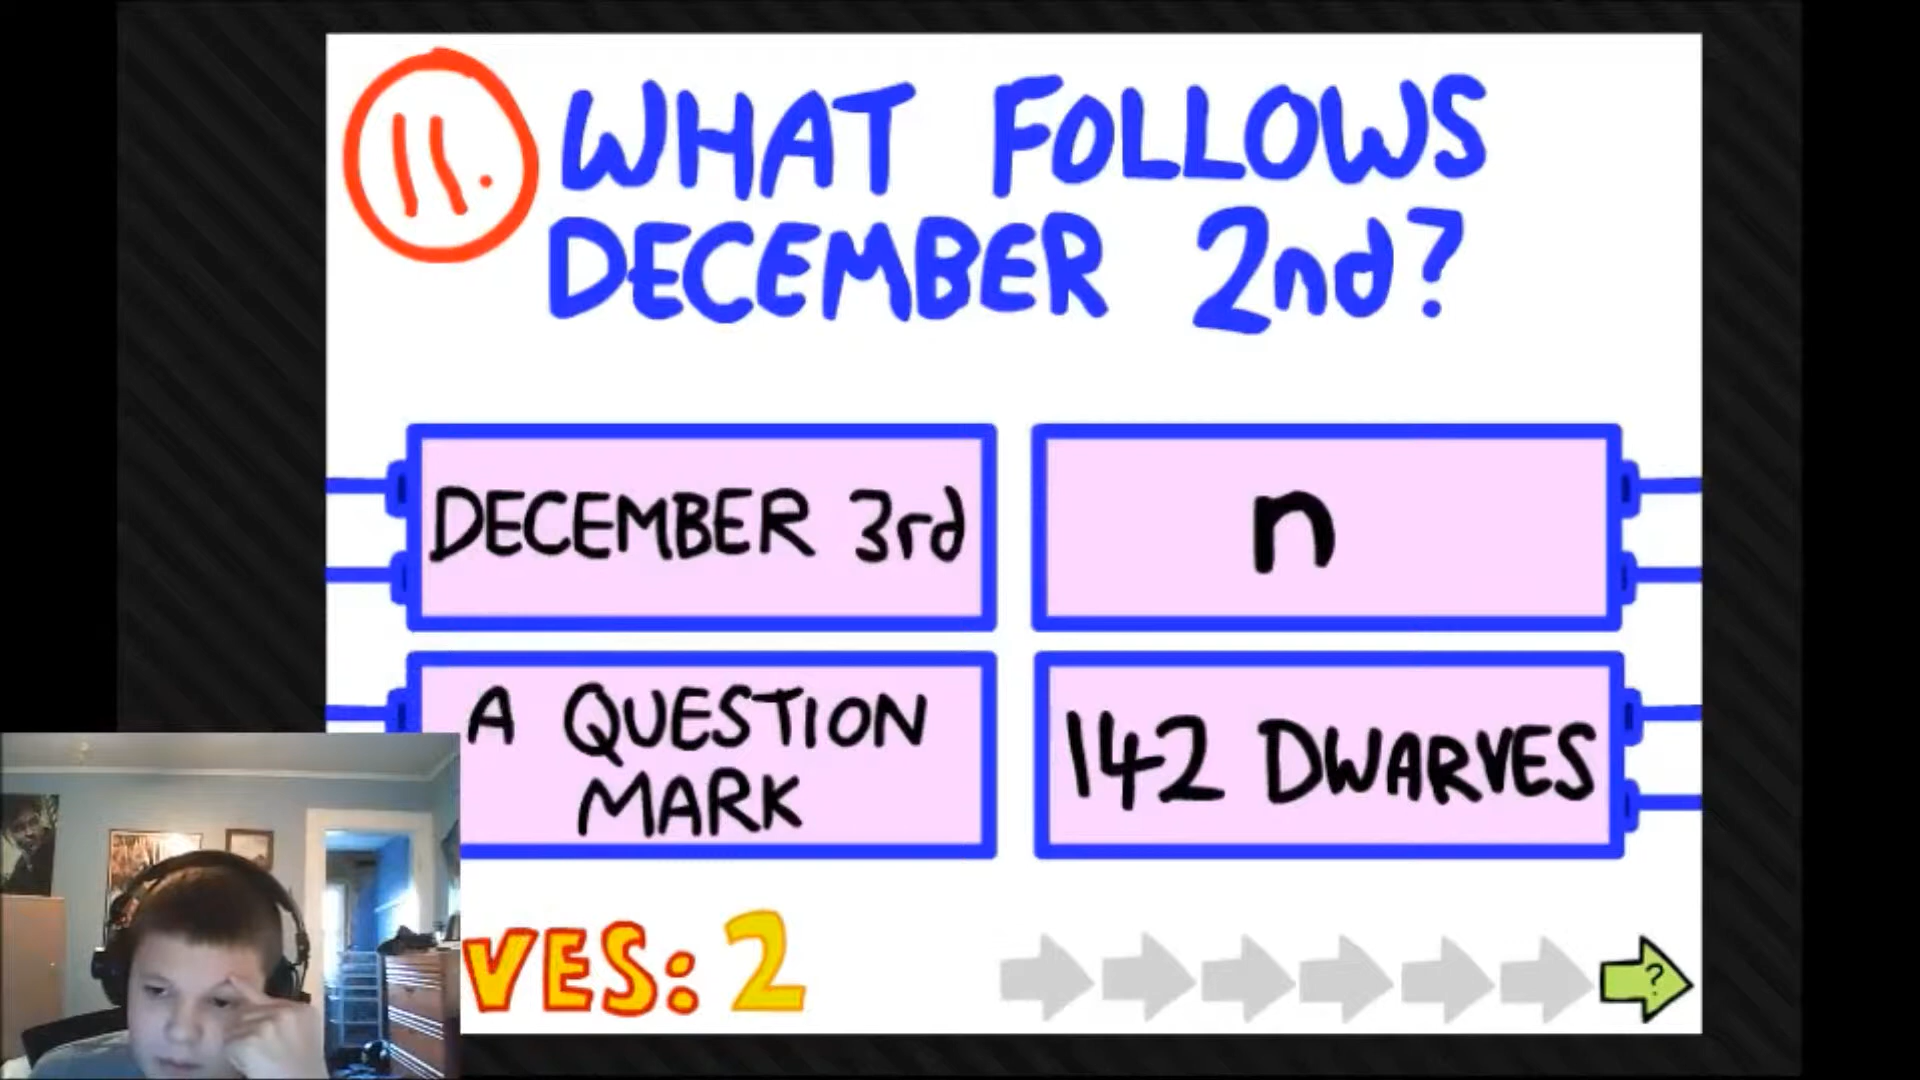 11. WHAT FOLLOWS
DECEMBER 2nd?
DECEMBER 3rd
n
A QUESTION
MARK
142 DWARVES
VES: 2
?